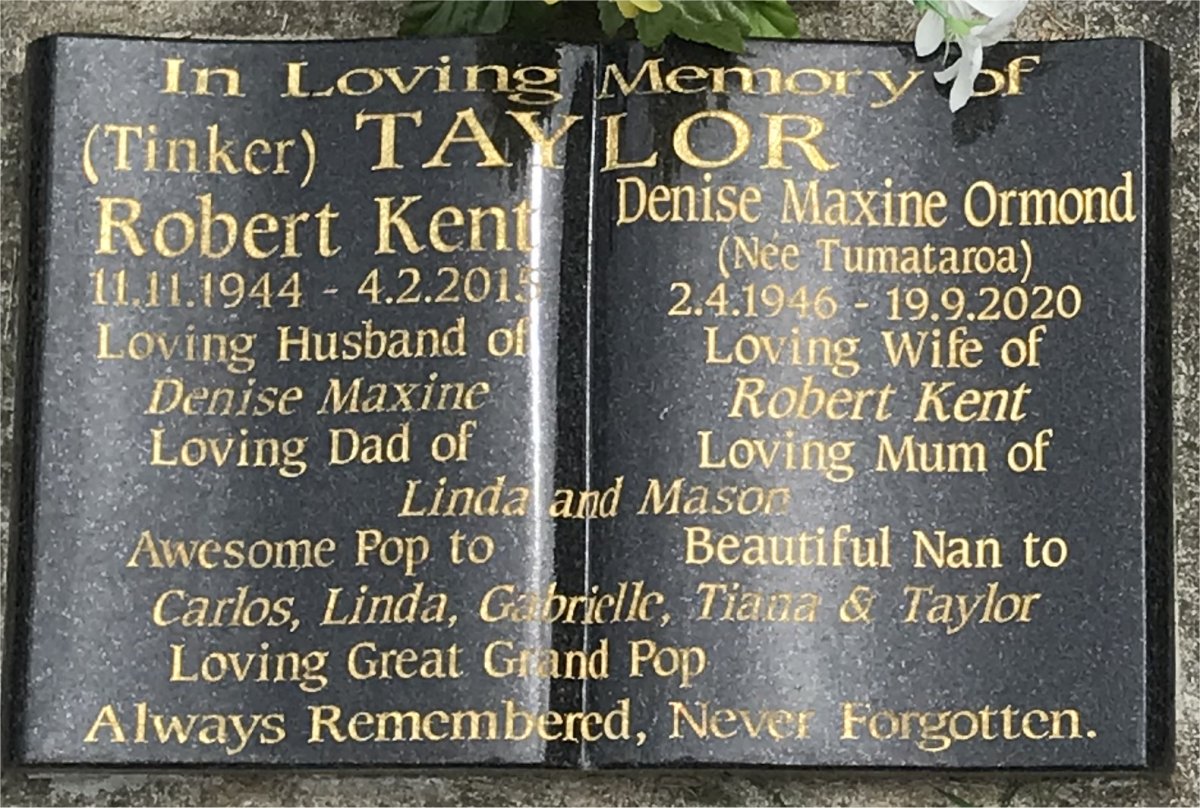 In Loving Memory of
(Tinker) TAYLOR
Robert Kent
11.11.1944 - 4.2.2015
Loving Husband of
Denise Maxine
Loving Dad of
Denise Maxine Ormond
(Née Tumataroa)
2.4.1946 - 19.9.2020
Loving Wife of
Robert Kent
Loving Mum of
Linda and Mason
Awesome Pop to
Beautiful Nan to
Carlos, Linda, Gabrielle, Tiana & Taylor
Loving Great Grand Pop
Always Remembered, Never Forgotten.